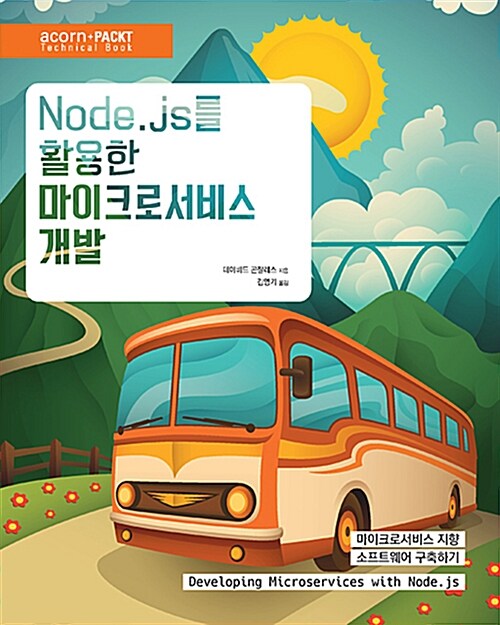 acorn+PACKT
Technical Book
Node.js를
활용한
마이크로서비스
개발
데이비드 곤잘레스 지음
김영기 옮김
마이크로서비스 지향
소프트웨어 구축하기
Developing Microservices with Node.js